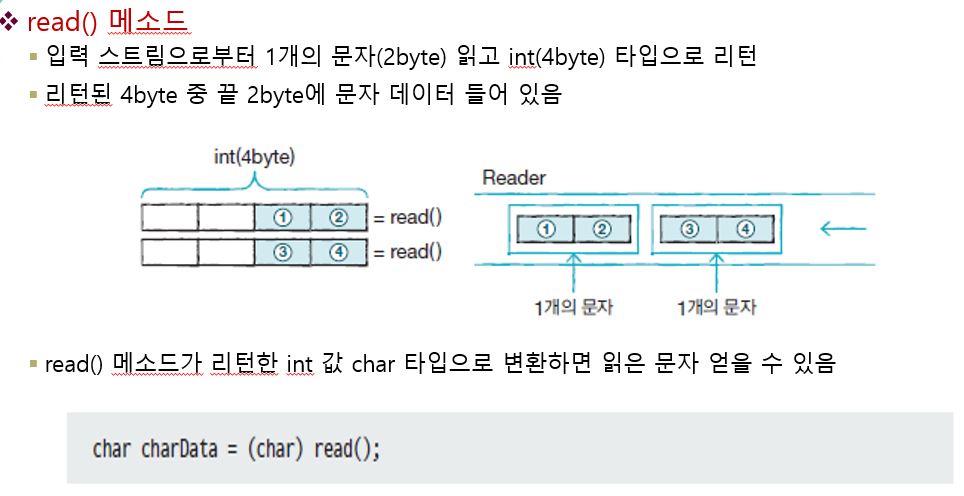 ❖ read() 메소드
▪ 입력 스트림으로부터 1개의 문자(2byte) 읽고 int(4byte) 타입으로 리턴
▪ 리턴된 4byte 중 끝 2byte에 문자 데이터 들어 있음
int(4byte)
① ② = read()
③ ④ = read()
Reader
① ② ③ ④
1개의 문자 1개의 문자
▪ read() 메소드가 리턴한 int 값 char 타입으로 변환하면 읽은 문자 얻을 수 있음
char charData = (char) read();